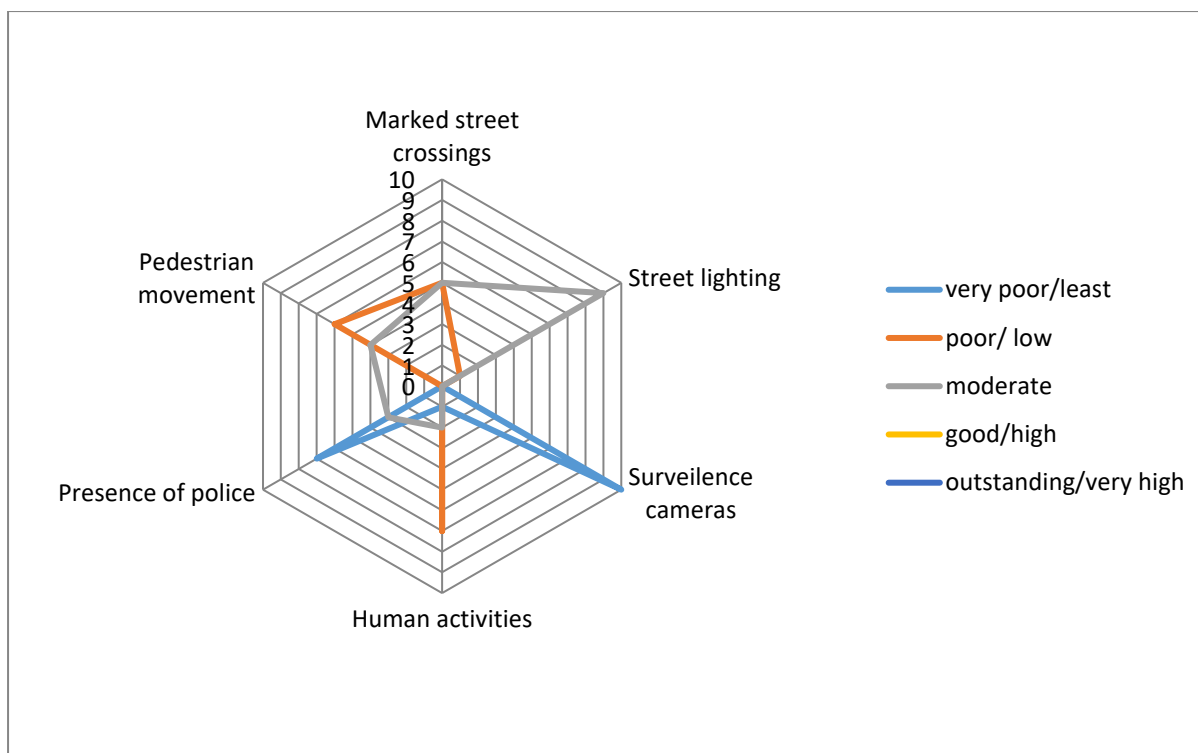 Marked street
crossings
10
9
8
7
6
5
4
3
2
1
0
Street lighting
Surveilence
cameras
Human activities
Presence of police
Pedestrian
movement
very poor/least
poor/ low
moderate
good/high
outstanding/very high